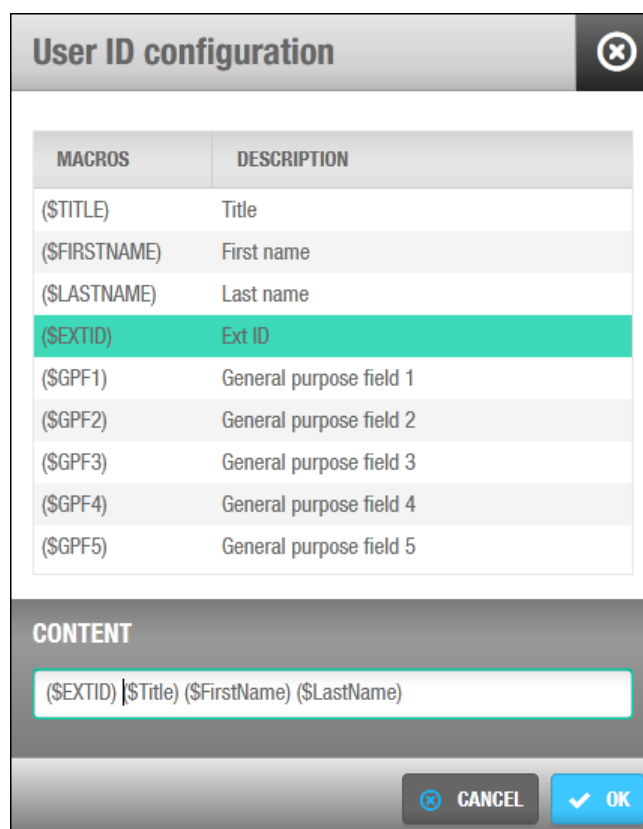 User ID configuration
MACROS DESCRIPTION
($TITLE) Title
($FIRSTNAME) First name
($LASTNAME) Last name
($EXTID) Ext ID
($GPF1) General purpose field 1
($GPF2) General purpose field 2
($GPF3) General purpose field 3
($GPF4) General purpose field 4
($GPF5) General purpose field 5
CONTENT
($EXTID) ($Title) ($FirstName) ($LastName)
CANCEL OK